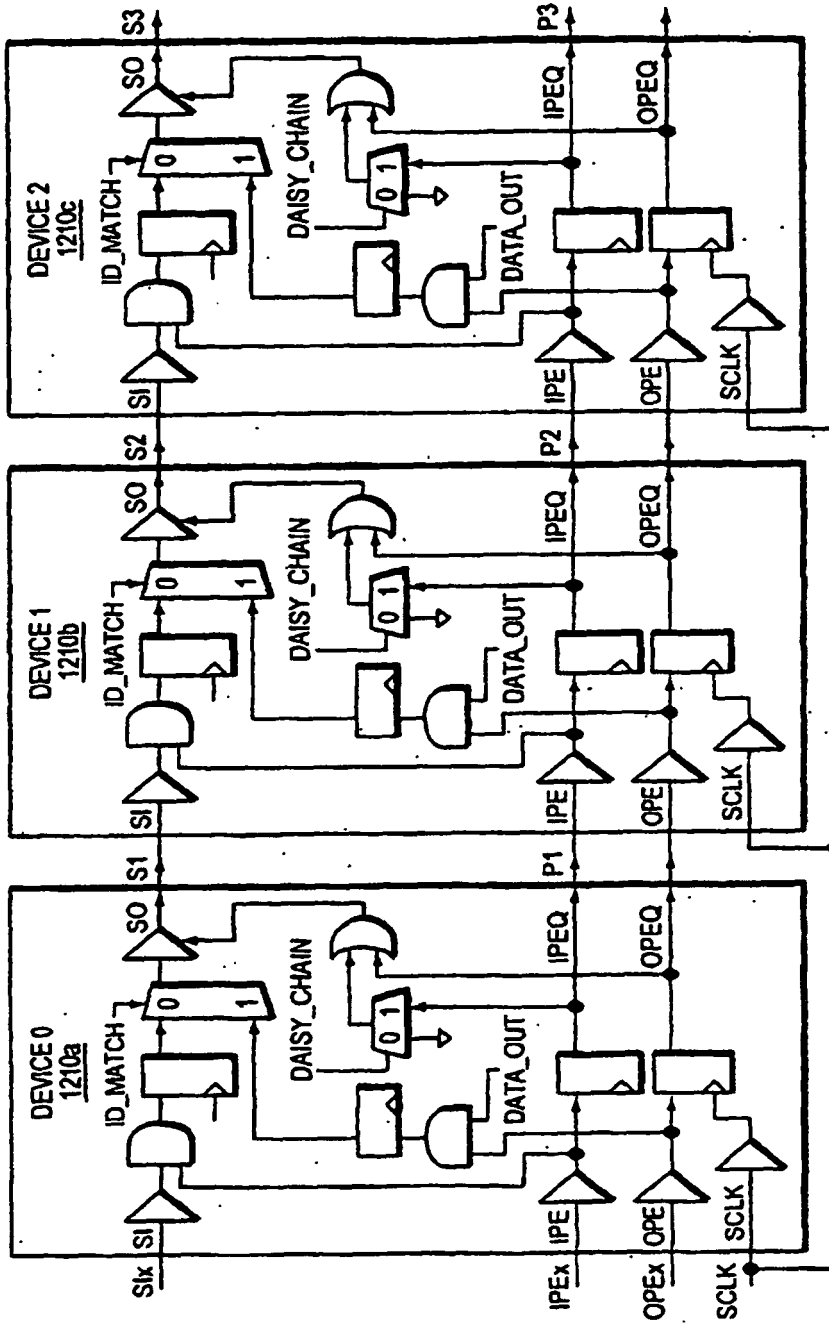 DEVICE 0
1210a
SIx
SI
ID_MATCH
0
1
SO
S1
DAISY_CHAIN
0 1
DATA_OUT
IPEx
IPE
IPEQ
P1
OPEx
OPE
OPEQ
SCLK
SCLK
DEVICE 1
1210b
SI
ID_MATCH
0
1
SO
S2
DAISY_CHAIN
0 1
DATA_OUT
IPE
IPEQ
P2
OPE
OPEQ
SCLK
DEVICE 2
1210c
SI
ID_MATCH
0
1
SO
S3
DAISY_CHAIN
0 1
DATA_OUT
IPE
IPEQ
P3
OPE
OPEQ
SCLK